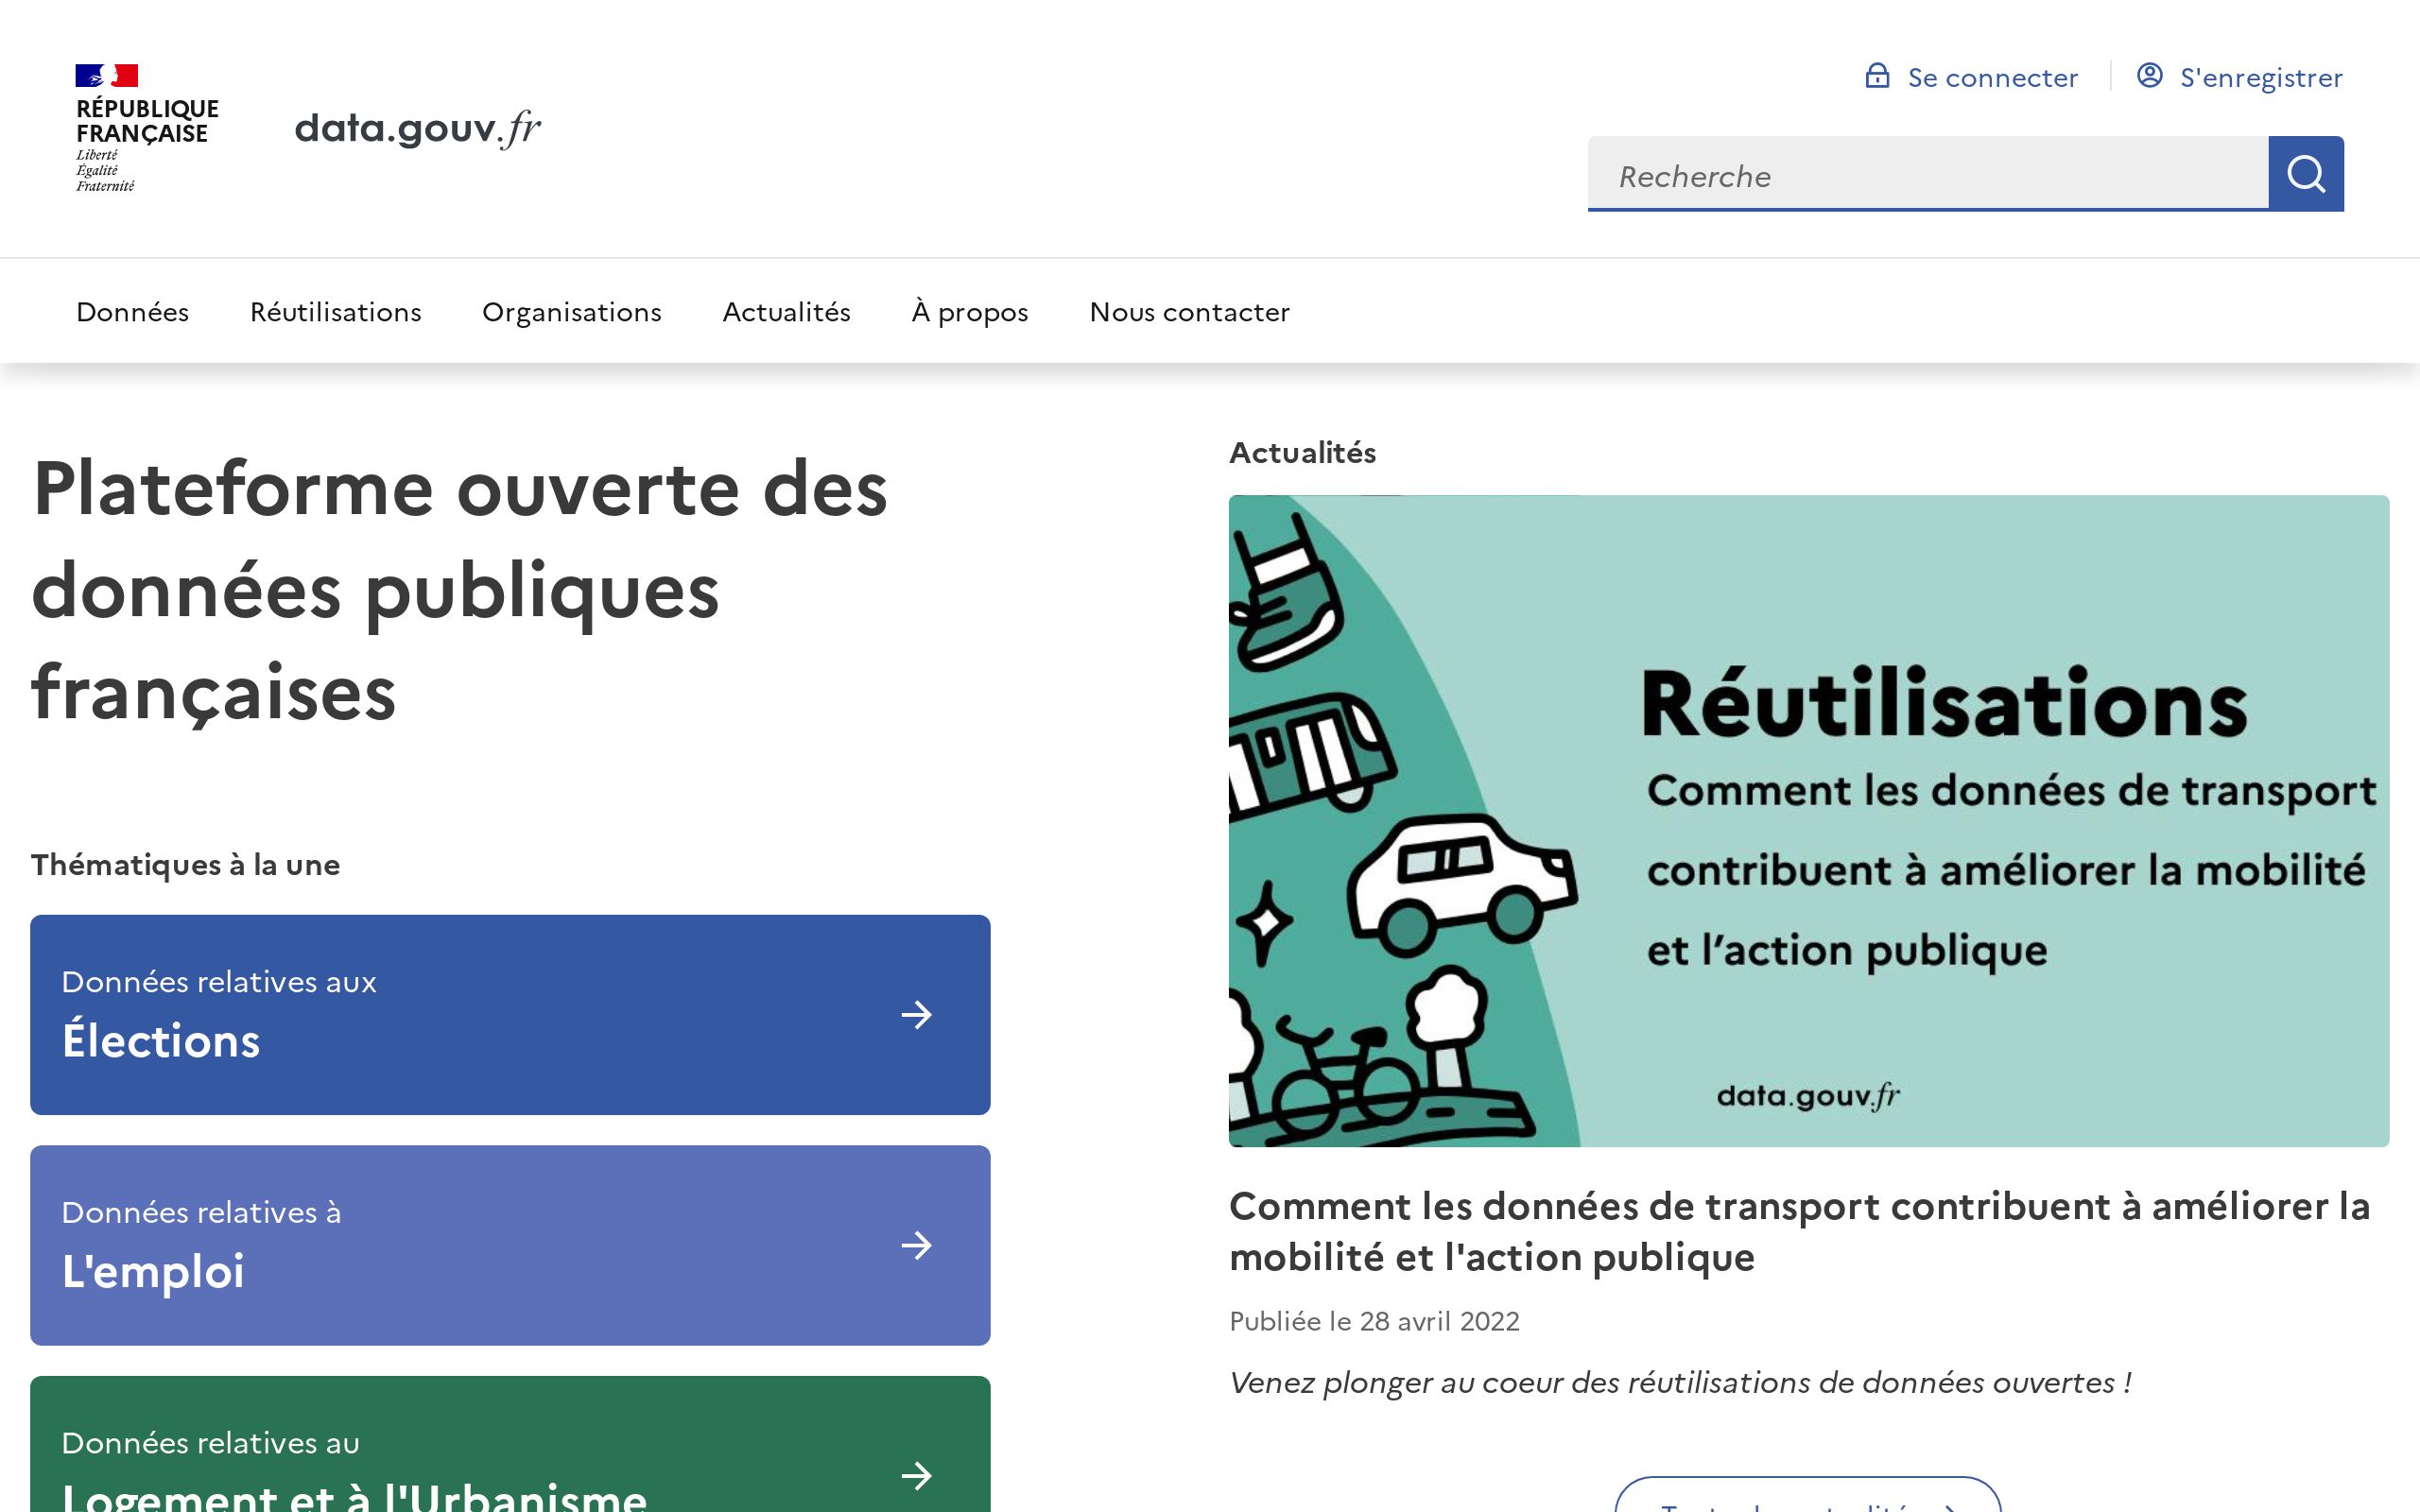 RÉPUBLIQUE
FRANÇAISE
Liberté
Égalité
Fraternité
data.gouv.fr
Se connecter
S'enregistrer
Recherche
Données
Réutilisations
Organisations
Actualités
À propos
Nous contacter
Plateforme ouverte des
données publiques
françaises
Thématiques à la une
Données relatives aux
Élections
Données relatives à
L'emploi
Données relatives au
Logement et à l'Urbanisme
Actualités
Réutilisations
Comment les données de transport
contribuent à améliorer la mobilité
et l’action publique
data.gouv.fr
Comment les données de transport contribuent à améliorer la
mobilité et l'action publique
Publiée le 28 avril 2022
Venez plonger au coeur des réutilisations de données ouvertes !